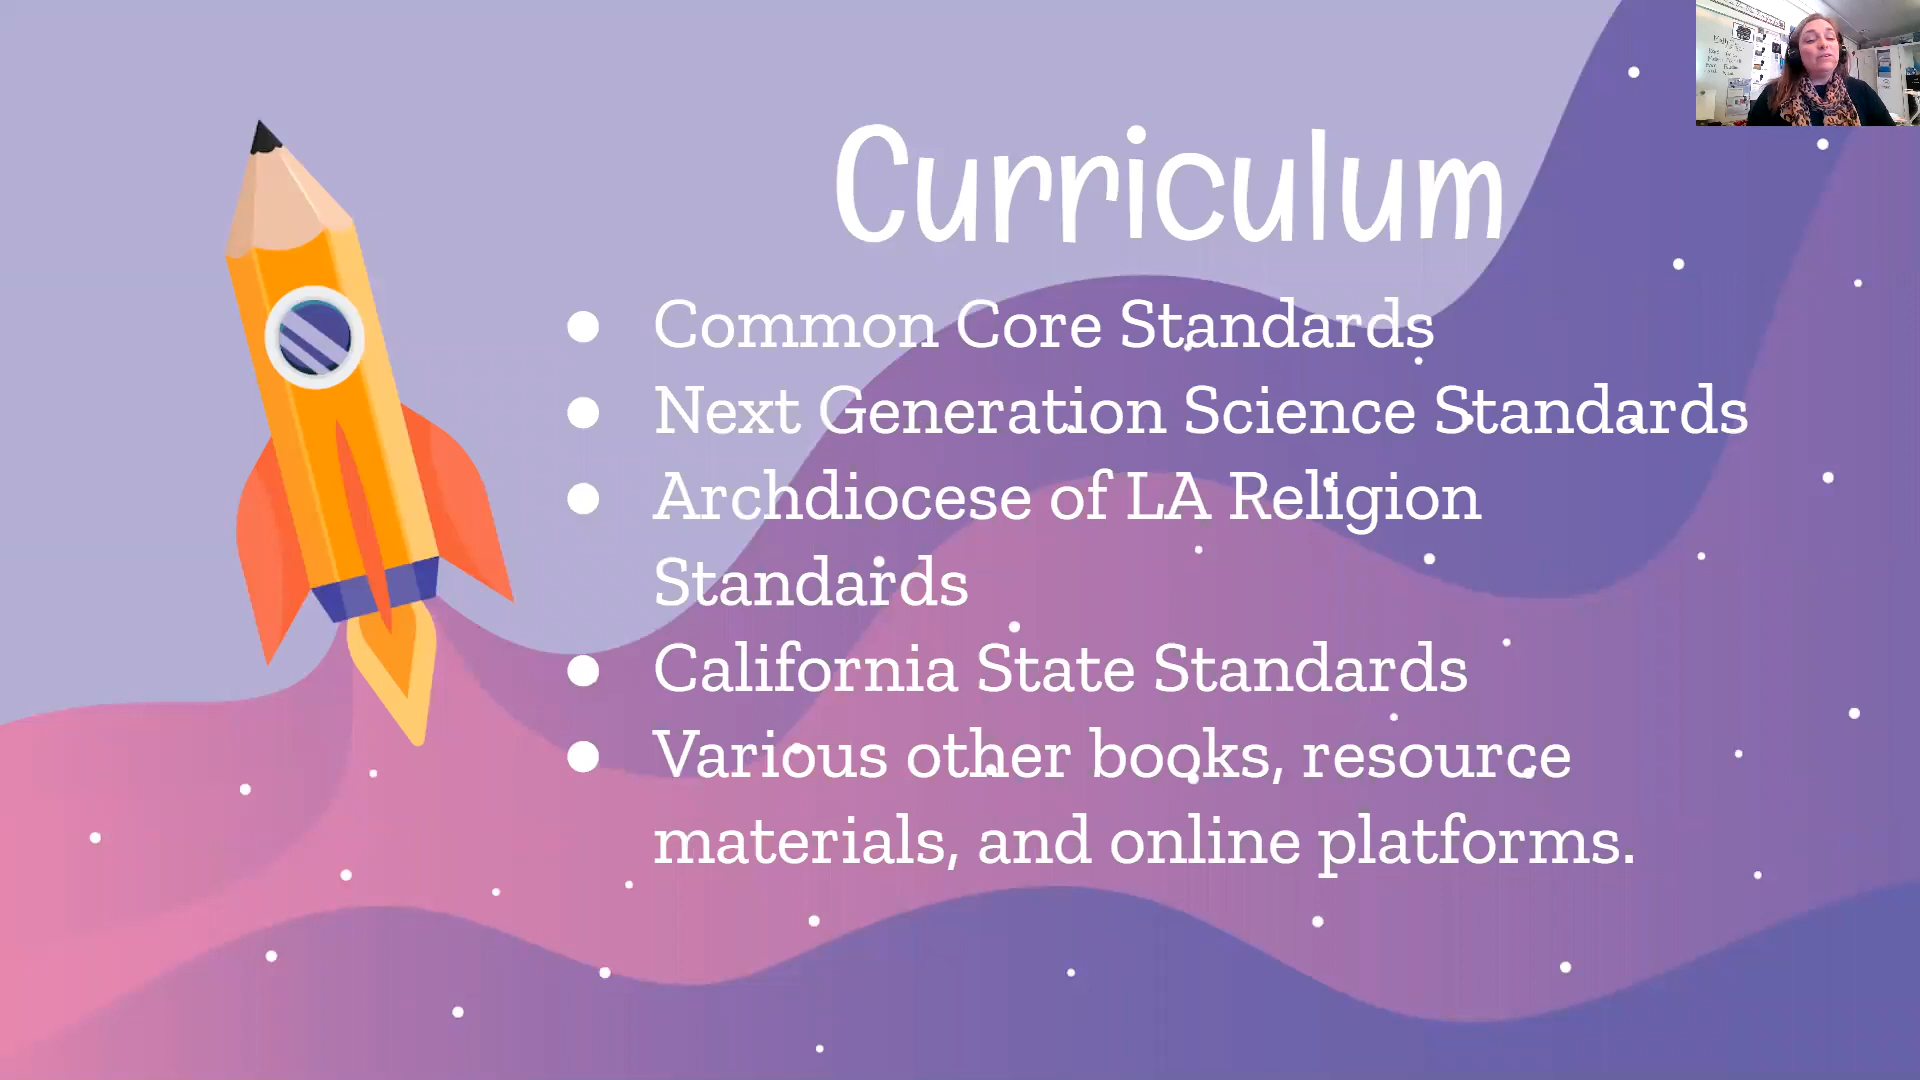 Curriculum
● Common Core Standards
● Next Generation Science Standards
● Archdiocese of LA Religion
Standards
● California State Standards
● Various other books, resource
materials, and online platforms.